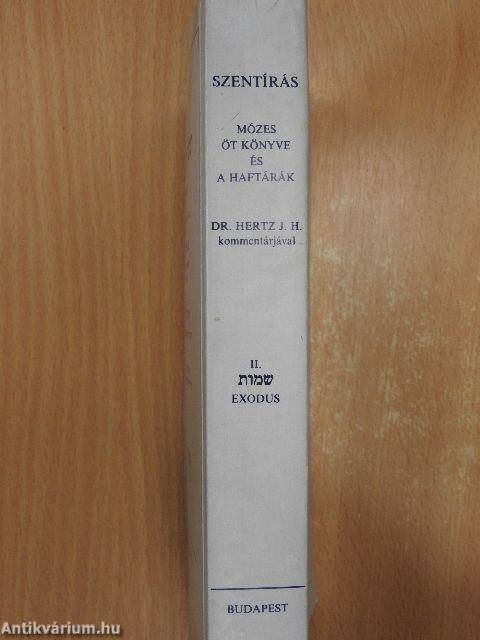 SZENTÍRÁS
MÓZES
ÖT KÖNYVE
ÉS
A HAFTÁRÁK
DR. HERTZ J. H.
kommentárjával
II.
שמות
EXODUS
BUDAPEST
Antikvárium.hu